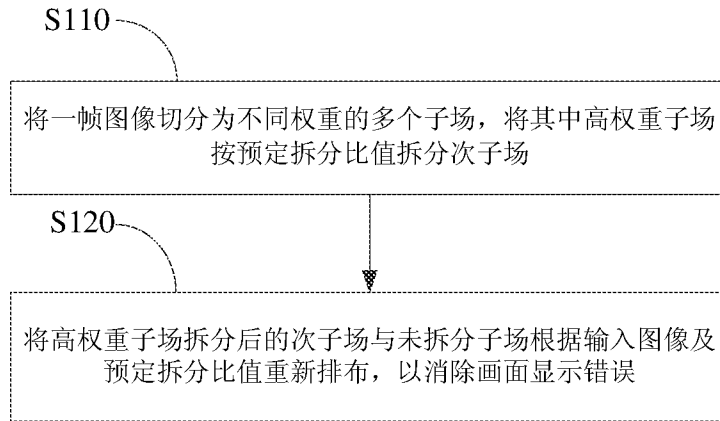 S110
将一帧图像切分为不同权重的多个子场，将其中高权重子场
按预定拆分比值拆分次子场
S120
将高权重子场拆分后的次子场与未拆分子场根据输入图像及
预定拆分比值重新排布，以消除画面显示错误